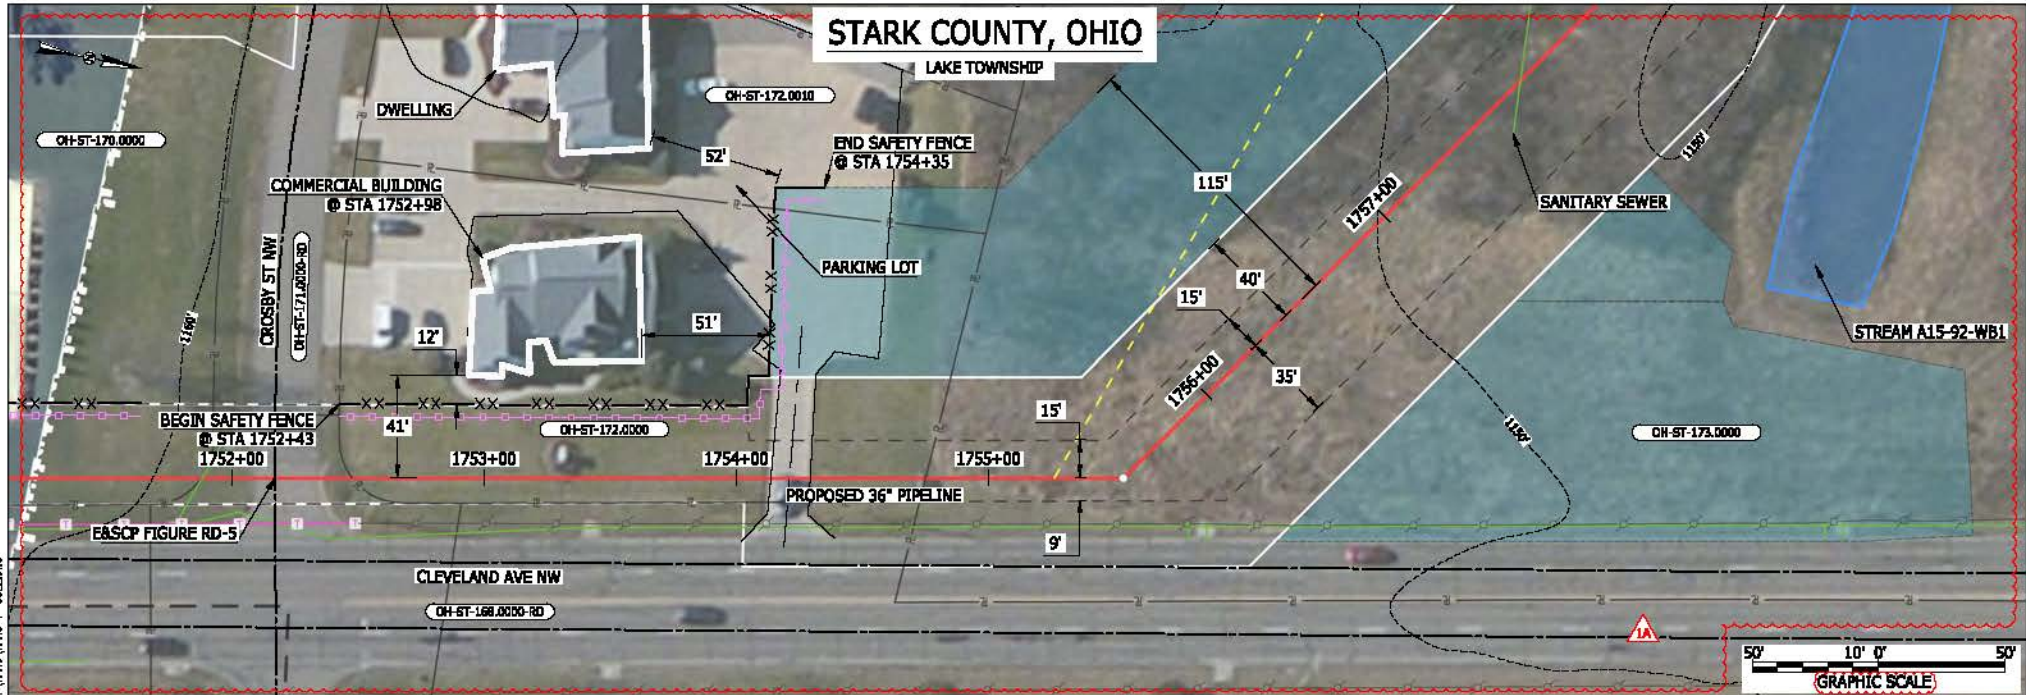 STARK COUNTY, OHIO
LAKE TOWNSHIP
OH-ST-170.0000
DWELLING
OH-ST-172.0010
52'
END SAFETY FENCE
@ STA 1754+35
COMMERCIAL BUILDING
@ STA 1752+98
PARKING LOT
115'
1757+00
SANITARY SEWER
1150'
CROSBY ST NW
OH-ST-171.0000-RD
1160'
12'
51'
40'
15'
35'
1756+00
STREAM A15-92-WB1
BEGIN SAFETY FENCE
@ STA 1752+43
41'
OH-ST-172.0000
15'
1150'
OH-ST-173.0000
1752+00
1753+00
1754+00
1755+00
PROPOSED 36" PIPELINE
E&SCP FIGURE RD-5
9'
CLEVELAND AVE NW
OH-ST-168.0000-RD
1A
50' 10' 0' 50'
GRAPHIC SCALE